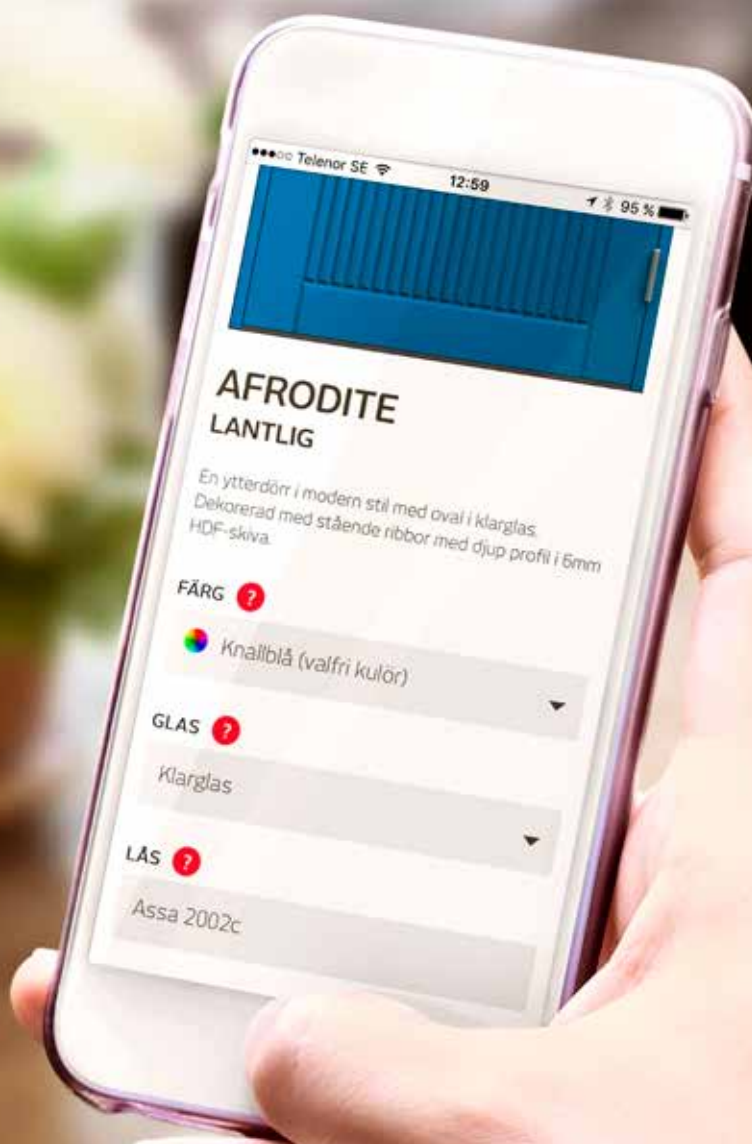 Telenor SE 12:59 95 %
AFRODITE
LANTLIG
En ytterdörr i modern stil med oval i klarglas.
Dekorerad med stående ribbor med djup profil i 6mm
HDF-skiva.
FÄRG ?
Knallblå (valfri kulör)
GLAS ?
Klarglas
LÅS ?
Assa 2002c